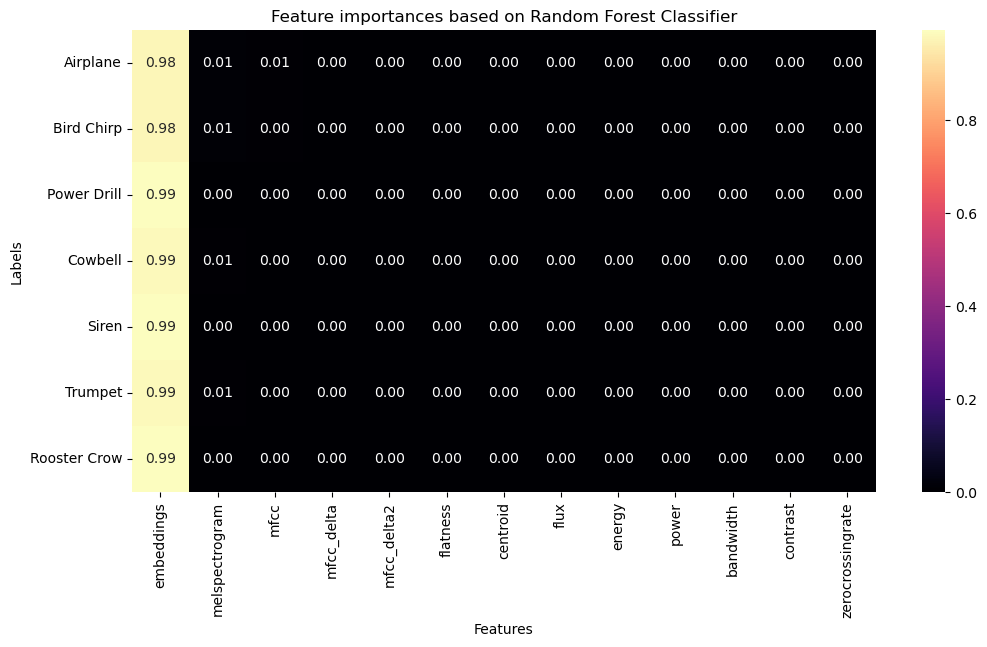 Feature importances based on Random Forest Classifier
Labels
Airplane 0.98 0.01 0.01 0.00 0.00 0.00 0.00 0.00 0.00 0.00 0.00 0.00 0.00
Bird Chirp 0.98 0.01 0.00 0.00 0.00 0.00 0.00 0.00 0.00 0.00 0.00 0.00 0.00
Power Drill 0.99 0.00 0.00 0.00 0.00 0.00 0.00 0.00 0.00 0.00 0.00 0.00 0.00
Cowbell 0.99 0.01 0.00 0.00 0.00 0.00 0.00 0.00 0.00 0.00 0.00 0.00 0.00
Siren 0.99 0.00 0.00 0.00 0.00 0.00 0.00 0.00 0.00 0.00 0.00 0.00 0.00
Trumpet 0.99 0.01 0.00 0.00 0.00 0.00 0.00 0.00 0.00 0.00 0.00 0.00 0.00
Rooster Crow 0.99 0.00 0.00 0.00 0.00 0.00 0.00 0.00 0.00 0.00 0.00 0.00 0.00
embeddings
melspectrogram
mfcc
mfcc_delta
mfcc_delta2
flatness
centroid
flux
energy
power
bandwidth
contrast
zerocrossingrate
Features
0.8
0.6
0.4
0.2
0.0